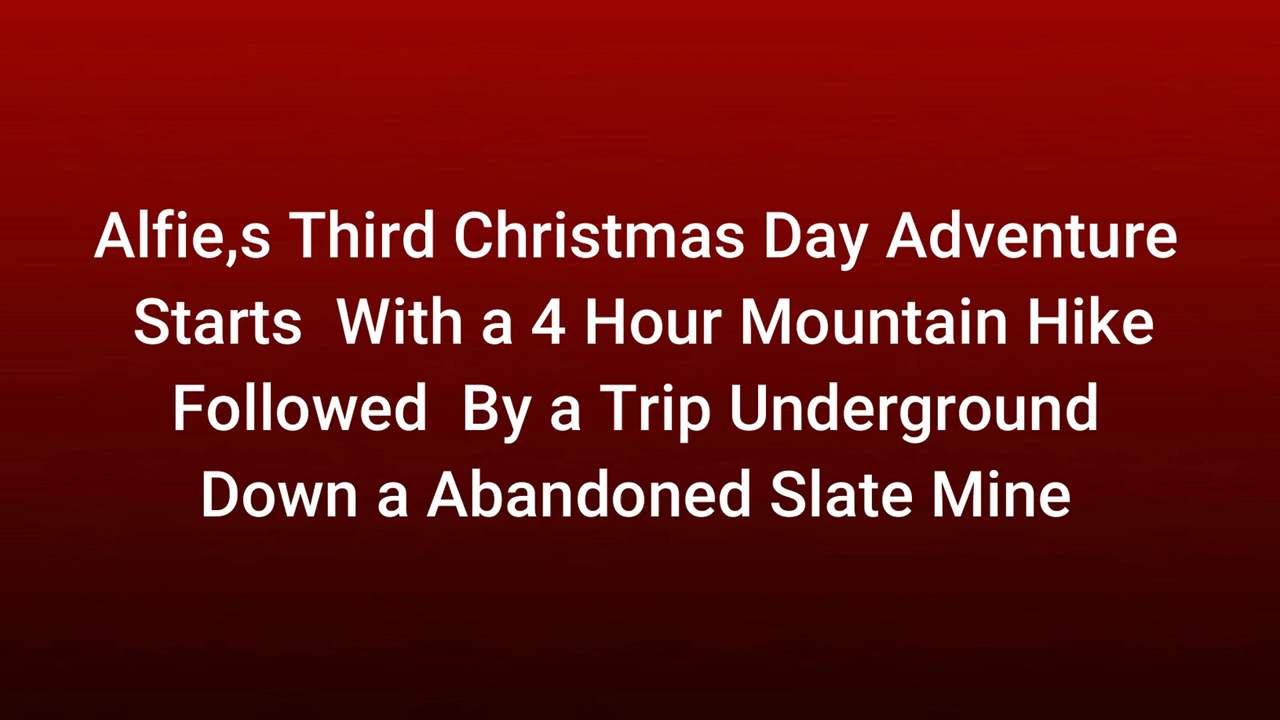 Alfie,s Third Christmas Day Adventure
Starts  With a 4 Hour Mountain Hike
Followed  By a Trip Underground
Down a Abandoned Slate Mine